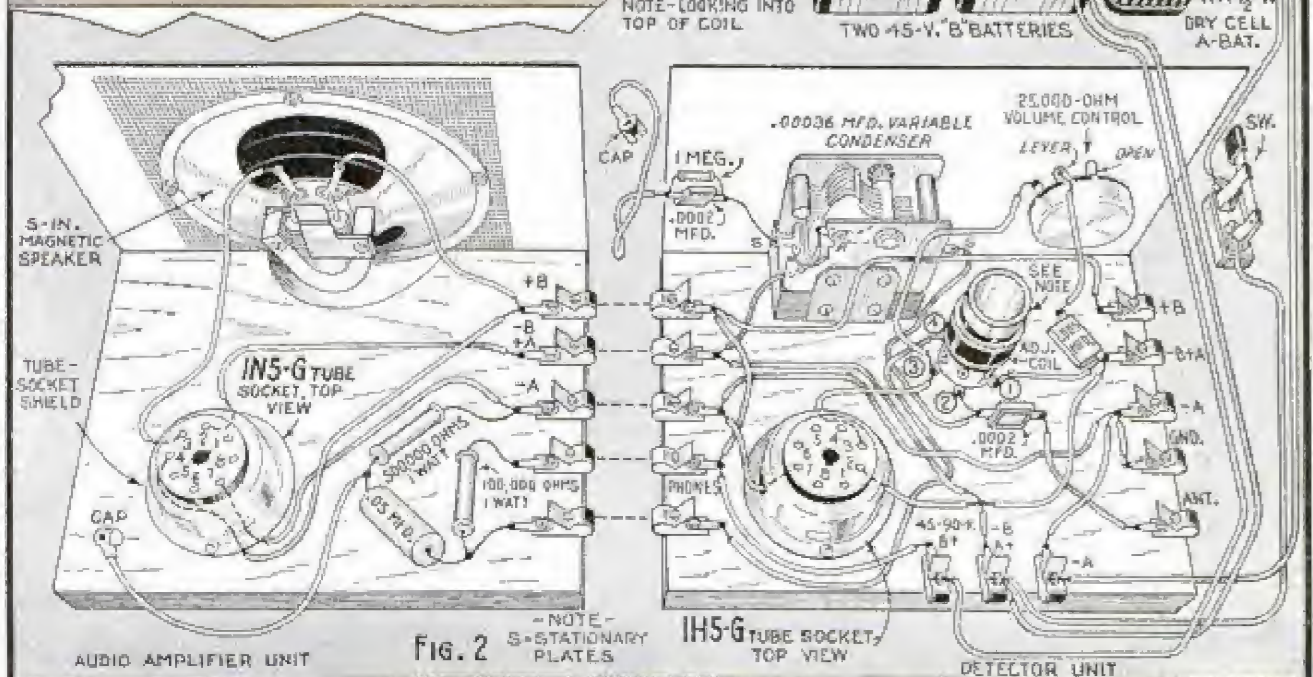 NOTE-LOOKING INTO
TOP OF COIL
TWO 45-V. "B" BATTERIES
DRY CELL
A-BAT.
5-IN.
MAGNETIC
SPEAKER
CAP
1 MEG.
.0002
MFD.
.00036 MFD. VARIABLE
CONDENSER
25,000-OHM
VOLUME CONTROL
LEVER
OPEN
SW.
S
SEE
NOTE
+B
-B
+A
-A
+B
-B+A
-A
GND.
ANT.
ADJ.
COIL
4
3
2
1
.0002
MFD.
TUBE-
SOCKET
SHIELD
1N5-G TUBE
SOCKET, TOP
VIEW
500,000 OHMS
1 WATT
100,000 OHMS
1 WATT
.05 MFD.
CAP
PHONES
45-90-V.
B+
-B
A+
-A
AUDIO AMPLIFIER UNIT
FIG. 2
-NOTE-
S=STATIONARY
PLATES
1H5-G TUBE SOCKET,
TOP VIEW
DETECTOR UNIT